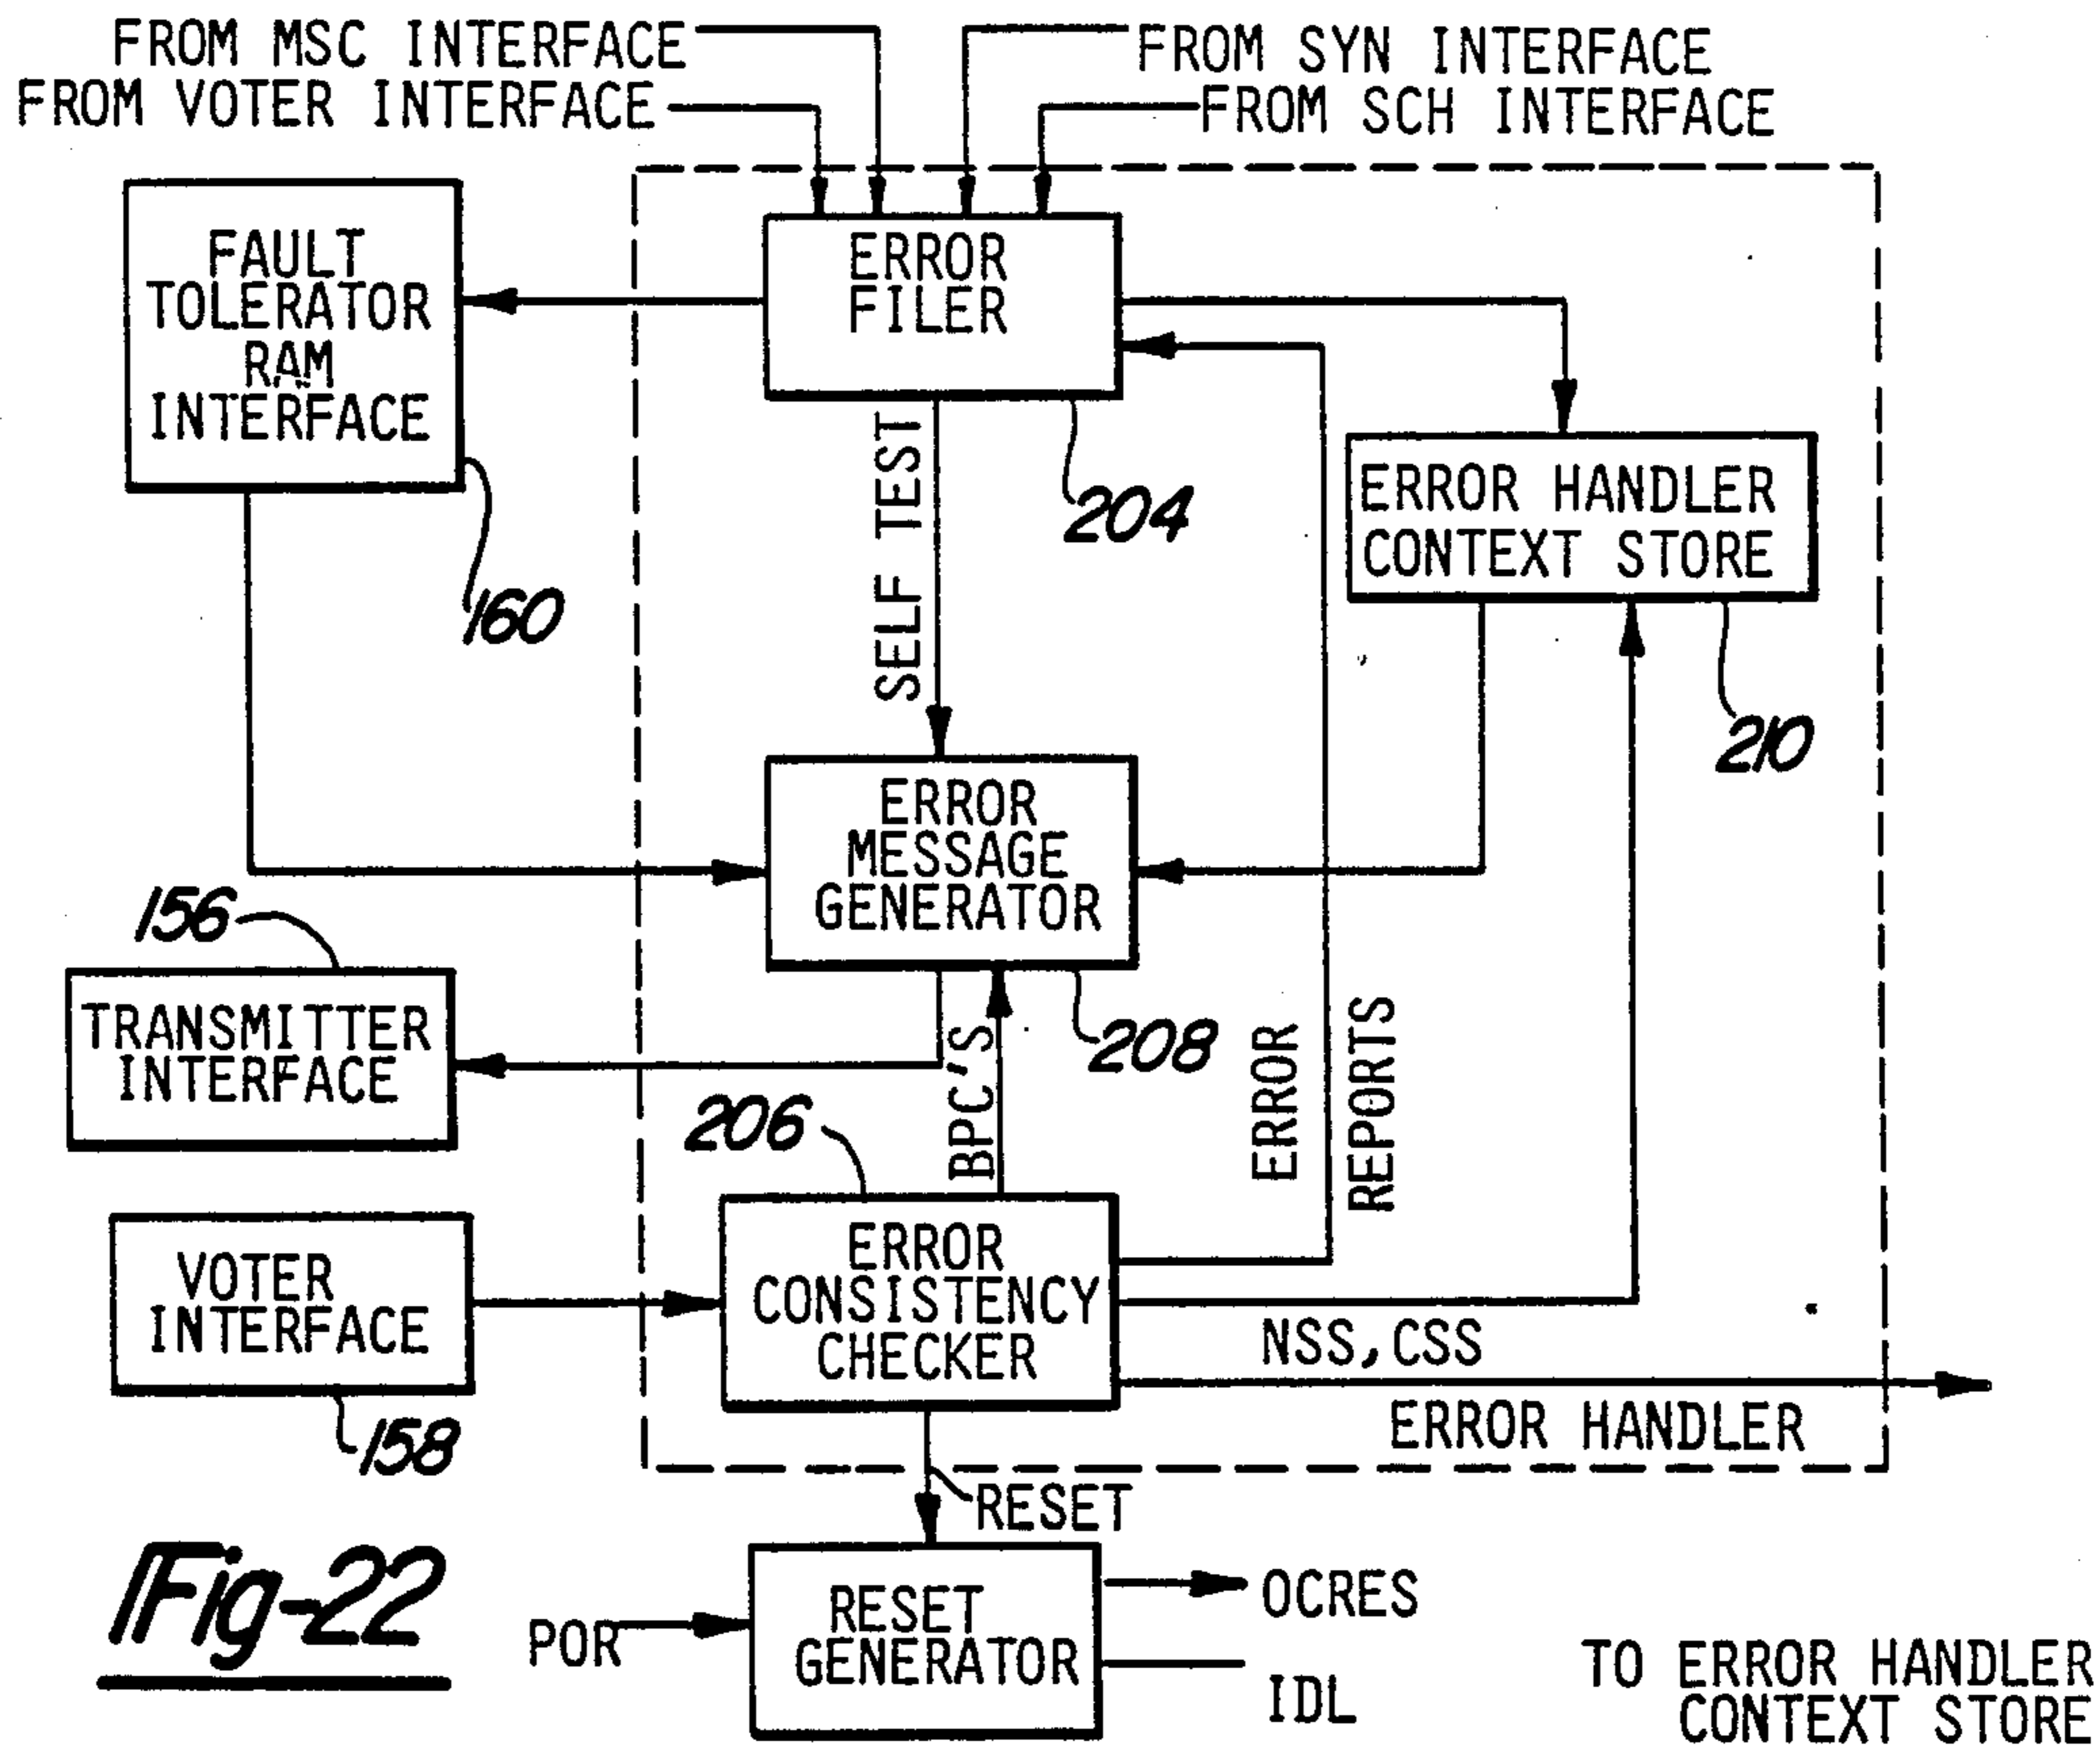 FROM MSC INTERFACE
FROM SYN INTERFACE
FROM VOTER INTERFACE
FROM SCH INTERFACE
FAULT
TOLERATOR
RAM
INTERFACE
160
ERROR
FILER
204
SELF TEST
ERROR HANDLER
CONTEXT STORE
210
ERROR
MESSAGE
GENERATOR
208
156
TRANSMITTER
INTERFACE
206
BPC'S
ERROR
REPORTS
VOTER
INTERFACE
158
ERROR
CONSISTENCY
CHECKER
NSS, CSS
ERROR HANDLER
RESET
Fig-22
POR
RESET
GENERATOR
OCRES
IDL
TO ERROR HANDLER
CONTEXT STORE